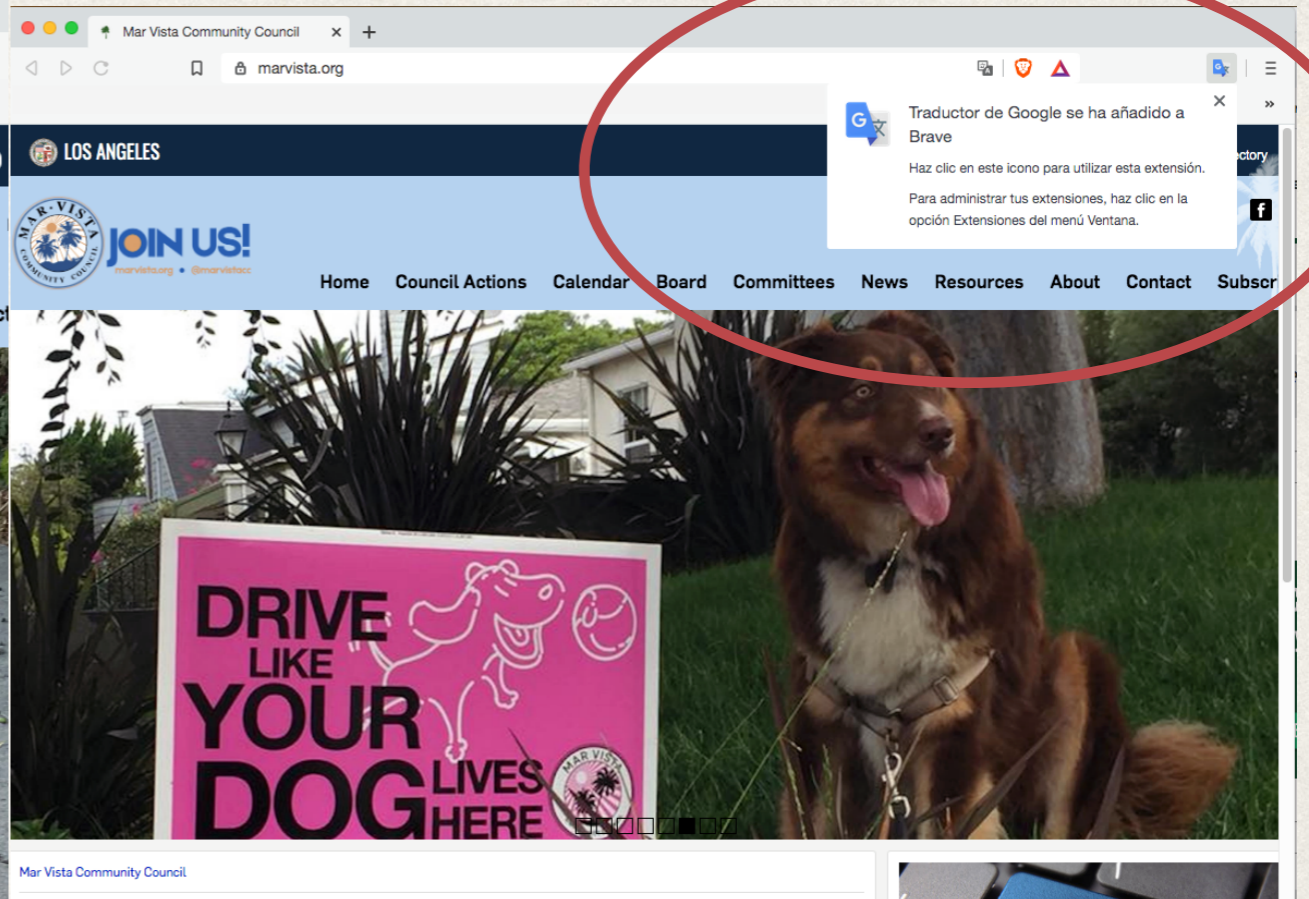 Mar Vista Community Council
marvista.org
Traductor de Google se ha añadido a
Brave
Haz clic en este icono para utilizar esta extensión.
Para administrar tus extensiones, haz clic en la
opción Extensiones del menú Ventana.
LOS ANGELES
ctory
MAR VISTA
COMMUNITY COUNCIL
JOIN US!
marvista.org • @marvistacc
Home Council Actions Calendar Board Committees News Resources About Contact Subscr
DRIVE
LIKE
YOUR
DOG LIVES
HERE
MAR VISTA
Mar Vista Community Council